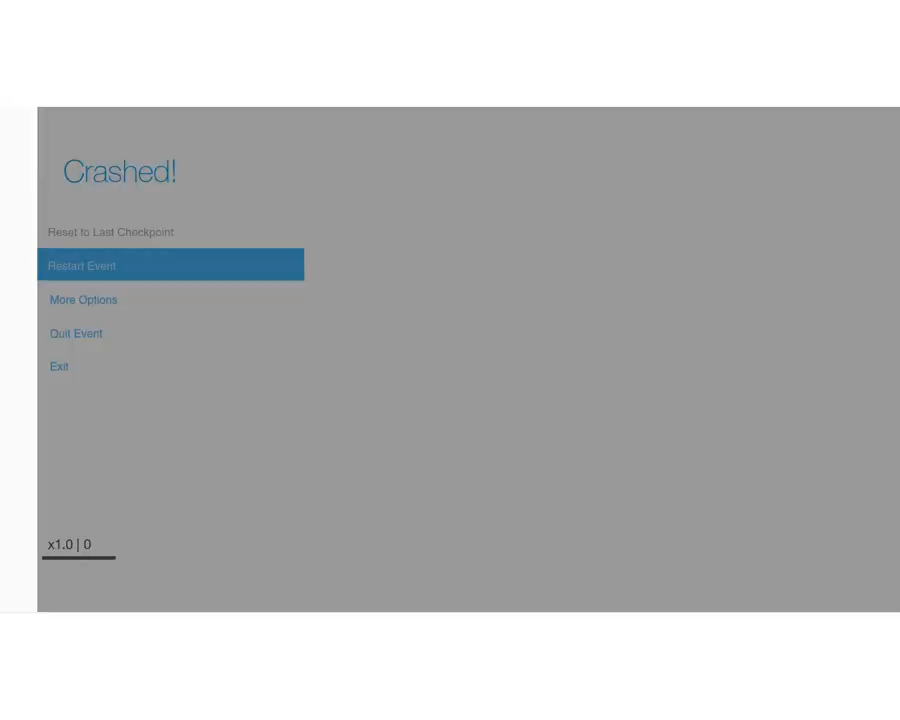 Crashed!
Reset to Last Checkpoint
Restart Event
More Options
Quit Event
Exit
x1.0 | 0